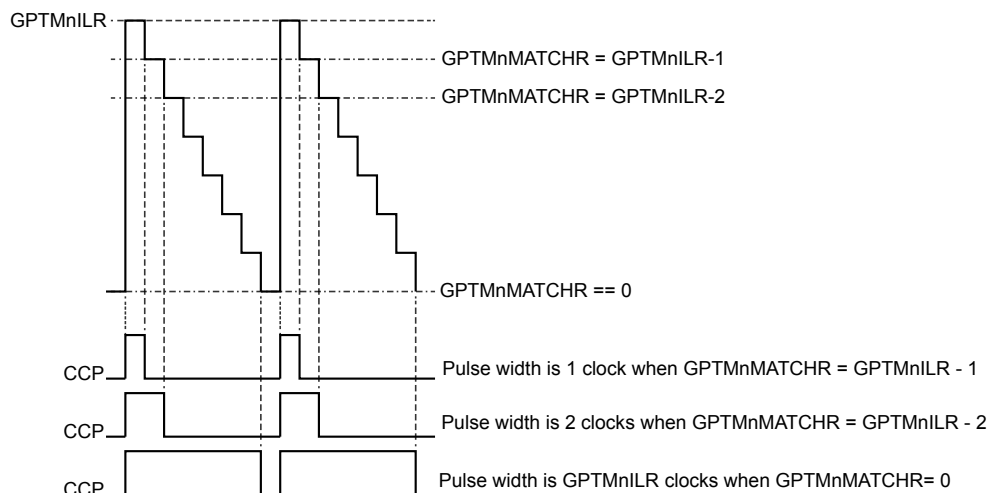 GPTMnILR
GPTMnMATCHR = GPTMnILR-1
GPTMnMATCHR = GPTMnILR-2
GPTMnMATCHR == 0
CCP
Pulse width is 1 clock when GPTMnMATCHR = GPTMnILR - 1
CCP
Pulse width is 2 clocks when GPTMnMATCHR = GPTMnILR - 2
CCP
Pulse width is GPTMnILR clocks when GPTMnMATCHR= 0